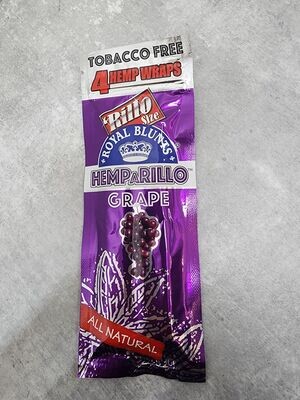 TOBACCO FREE
4 HEMP WRAPS
'Rillo
Size
ROYAL BLUNTS
HEMPARILLO
GRAPE
ALL NATURAL